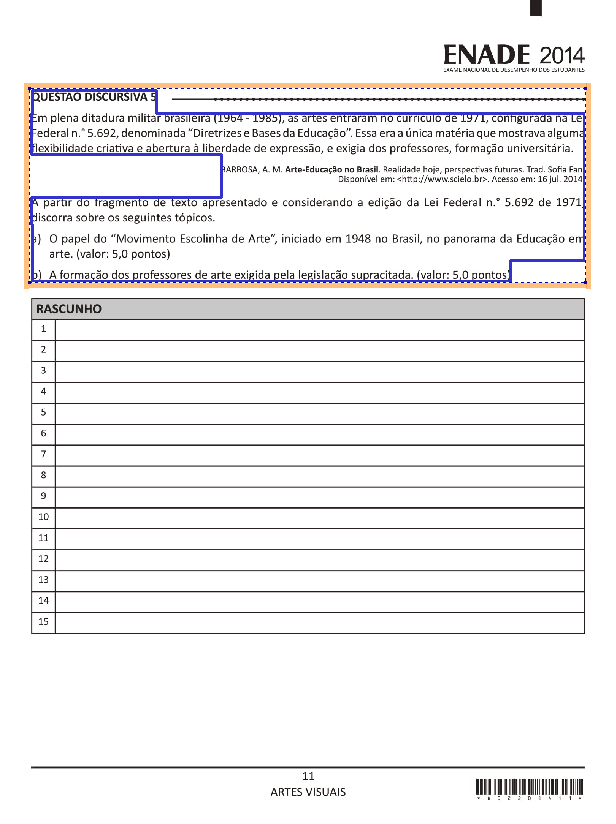 ENADE 2014
EXAME NACIONAL DE DESEMPENHO DOS ESTUDANTES
QUESTÃO DISCURSIVA 5
Em plena ditadura militar brasileira (1964 - 1985), as artes entraram no currículo de 1971, configurada na Lei
Federal n.° 5.692, denominada “Diretrizes e Bases da Educação”. Essa era a única matéria que mostrava alguma
flexibilidade criativa e abertura à liberdade de expressão, e exigia dos professores, formação universitária.
BARBOSA, A. M. Arte-Educação no Brasil. Realidade hoje, perspectivas futuras. Trad. Sofia Fan.
Disponível em: <http://www.scielo.br>. Acesso em: 16 jul. 2014.
A partir do fragmento de texto apresentado e considerando a edição da Lei Federal n.° 5.692 de 1971,
discorra sobre os seguintes tópicos.
a) O papel do “Movimento Escolinha de Arte”, iniciado em 1948 no Brasil, no panorama da Educação em
arte. (valor: 5,0 pontos)
b) A formação dos professores de arte exigida pela legislação supracitada. (valor: 5,0 pontos)
RASCUNHO
1
2
3
4
5
6
7
8
9
10
11
12
13
14
15
11
ARTES VISUAIS